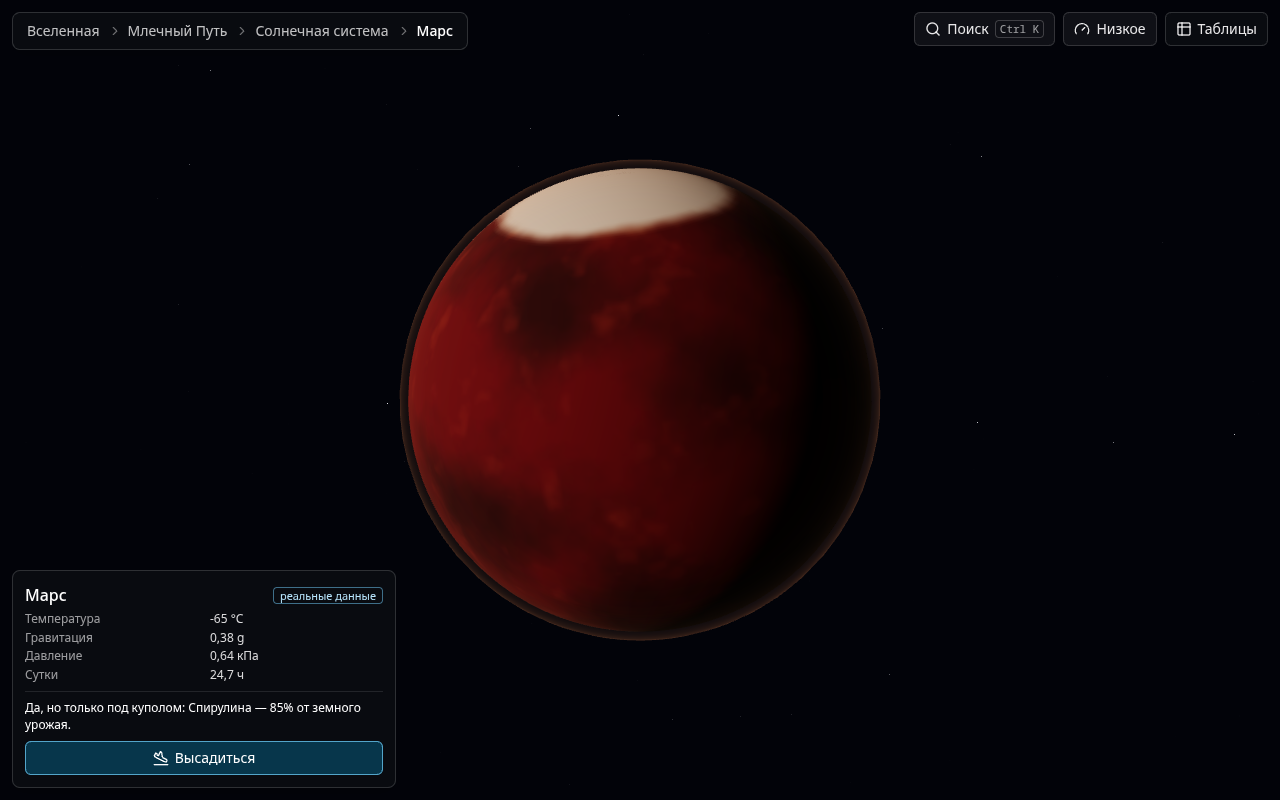 Вселенная > Млечный Путь > Солнечная система > Марс
Поиск Ctrl K
Низкое
Таблицы
Марс
реальные данные
Температура -65 °C
Гравитация 0,38 g
Давление 0,64 кПа
Сутки 24,7 ч
Да, но только под куполом: Спирулина — 85% от земного
урожая.
Высадиться